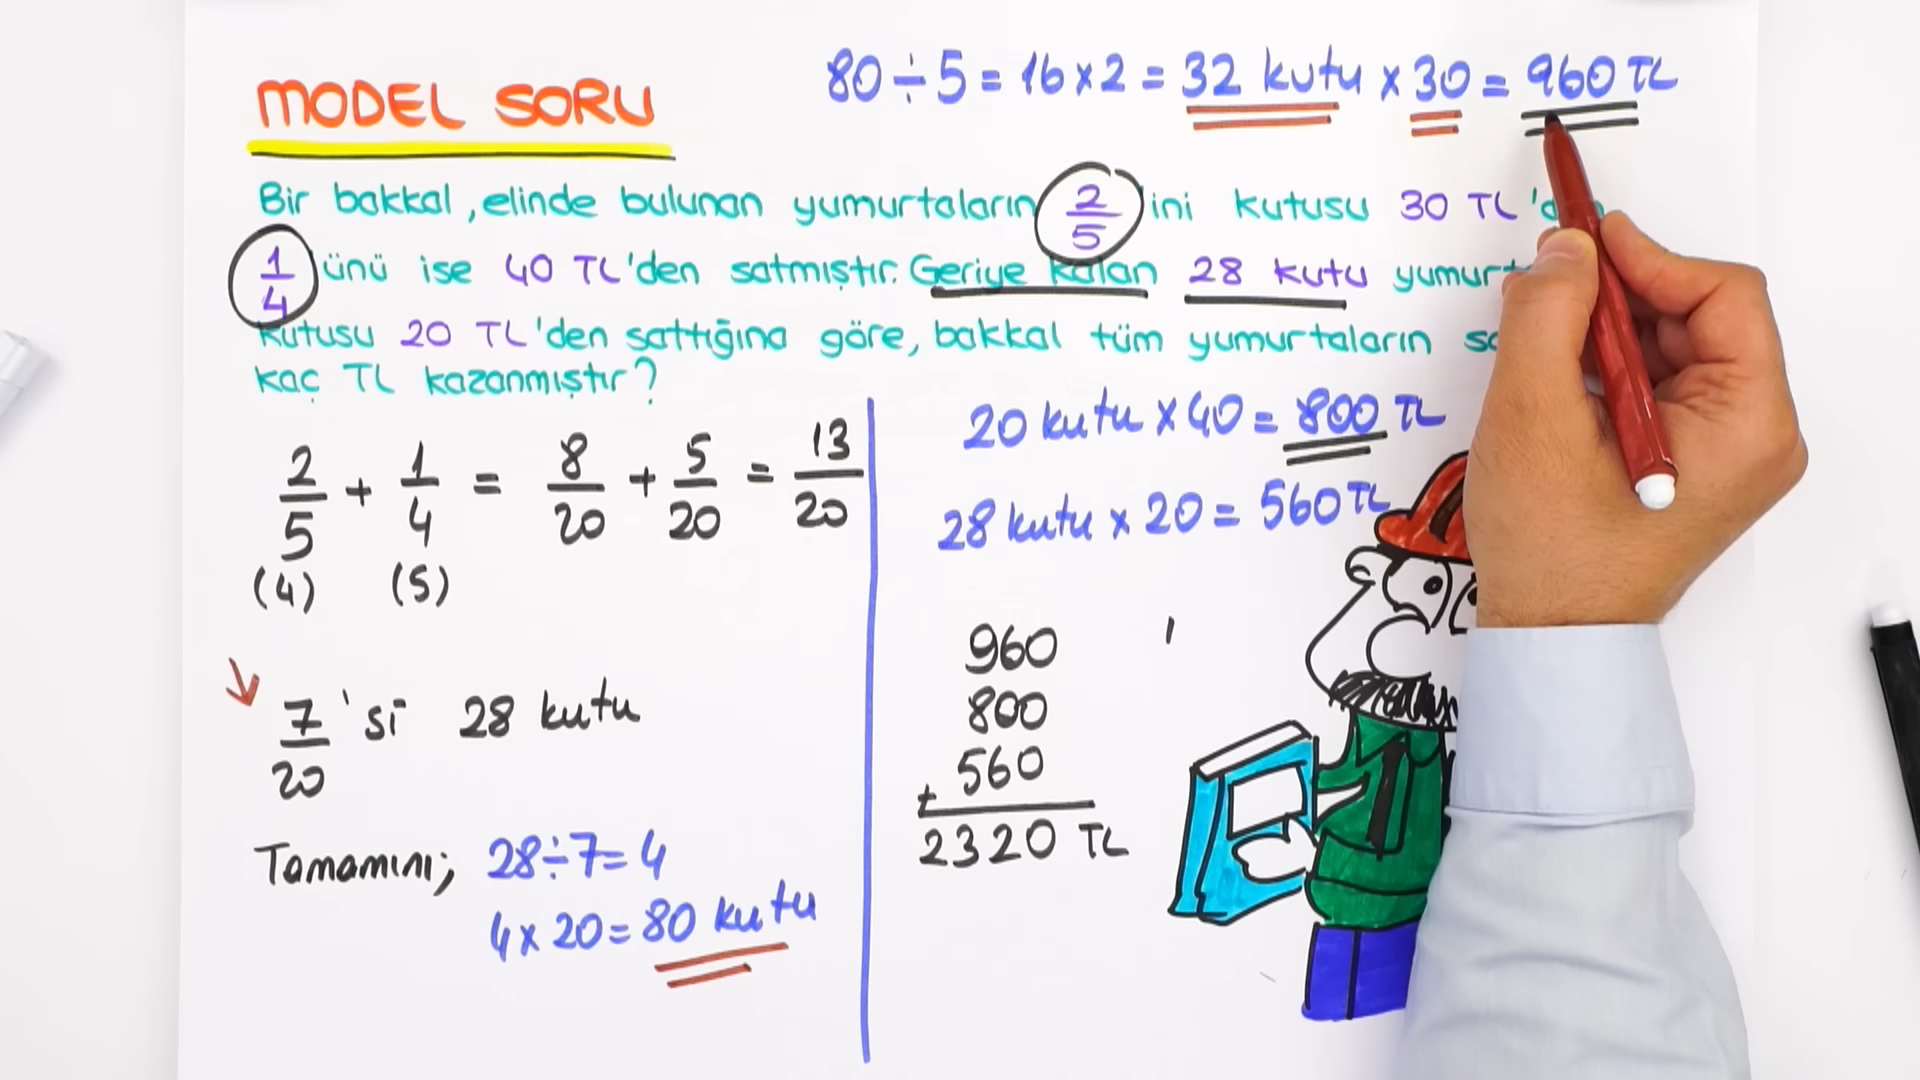 MODEL SORU
80 ÷ 5 = 16 x 2 = 32 kutu x 30 = 960 TL
Bir bakkal, elinde bulunan yumurtaların 2/5 'ini kutusu 30 TL
1/4 'ünü ise 40 TL'den satmıştır. Geriye kalan 28 kutu
kutusu 20 TL'den sattığına göre, bakkal tüm yumurtaların
kaç TL kazanmıştır?
2/5 + 1/4 = 8/20 + 5/20 = 13/20
(4) (5)
7/20 'si 28 kutu
Tamamını; 28 ÷ 7 = 4
4 x 20 = 80 kutu
20 kutu x 40 = 800 TL
28 kutu x 20 = 560 TL
960
800
+ 560
2320 TL